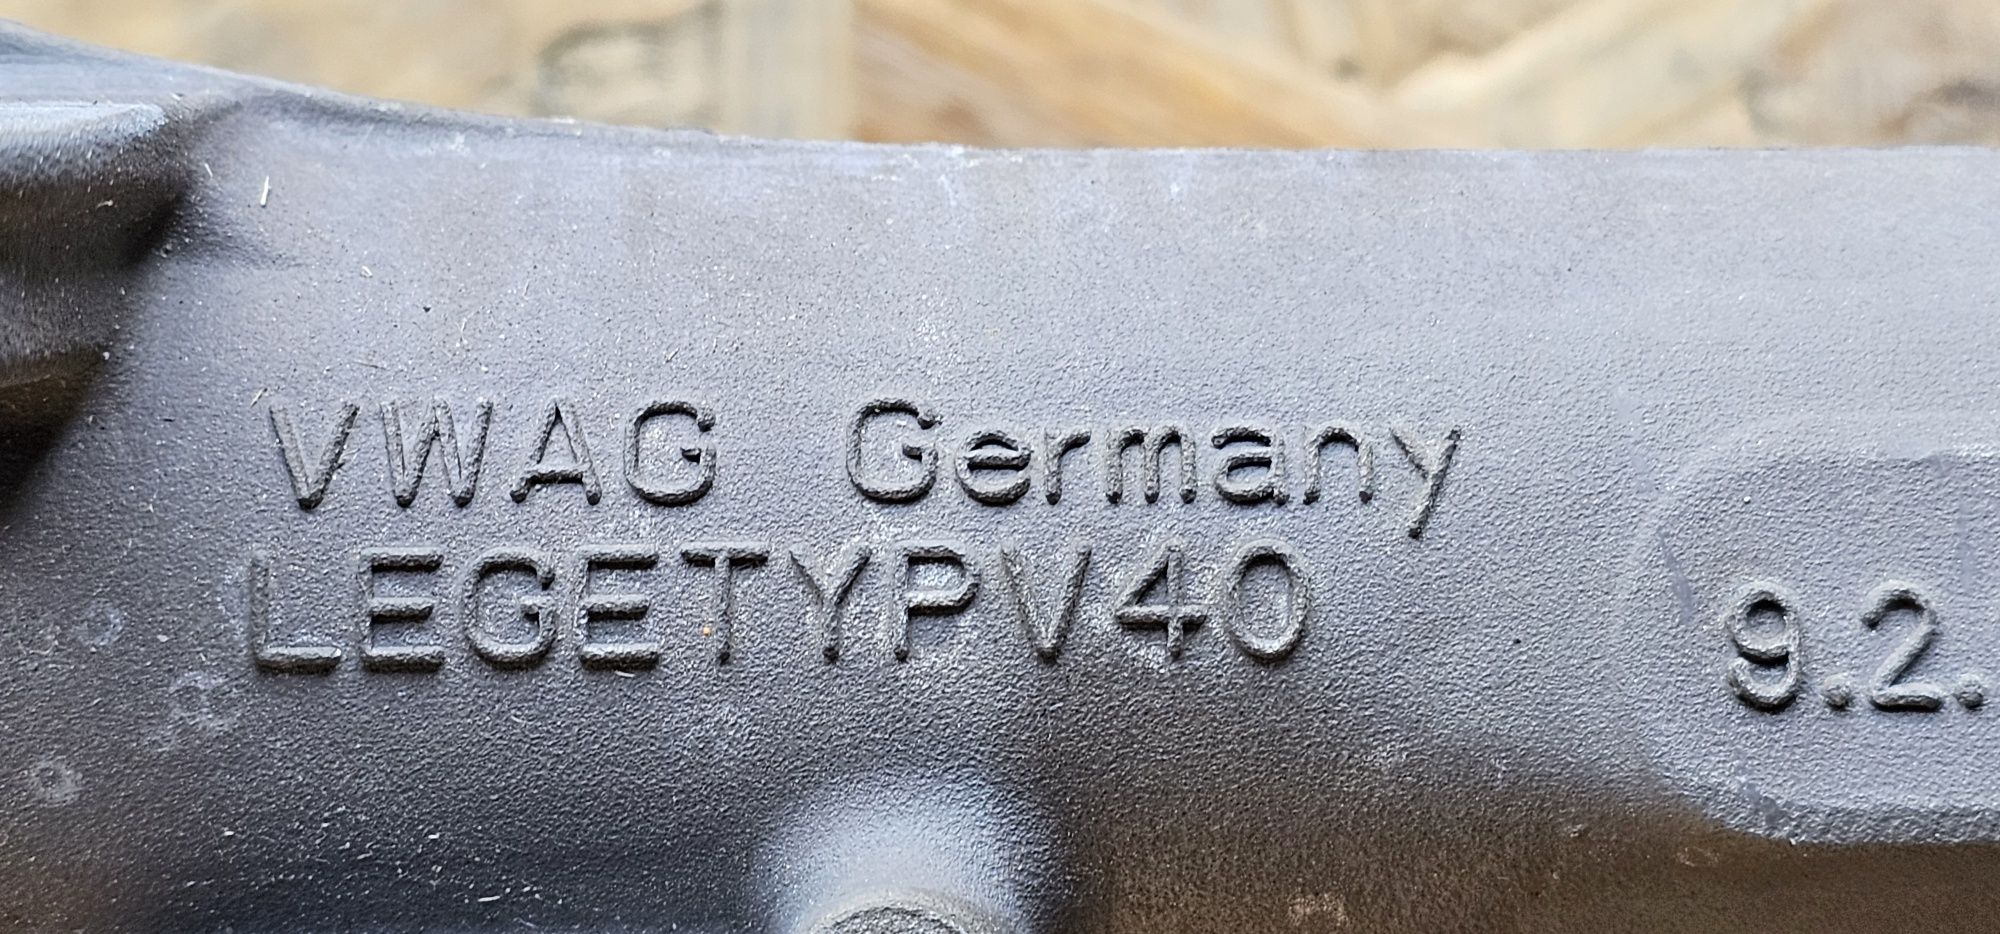 VWAG Germany
LEGETYPV40
9.2.